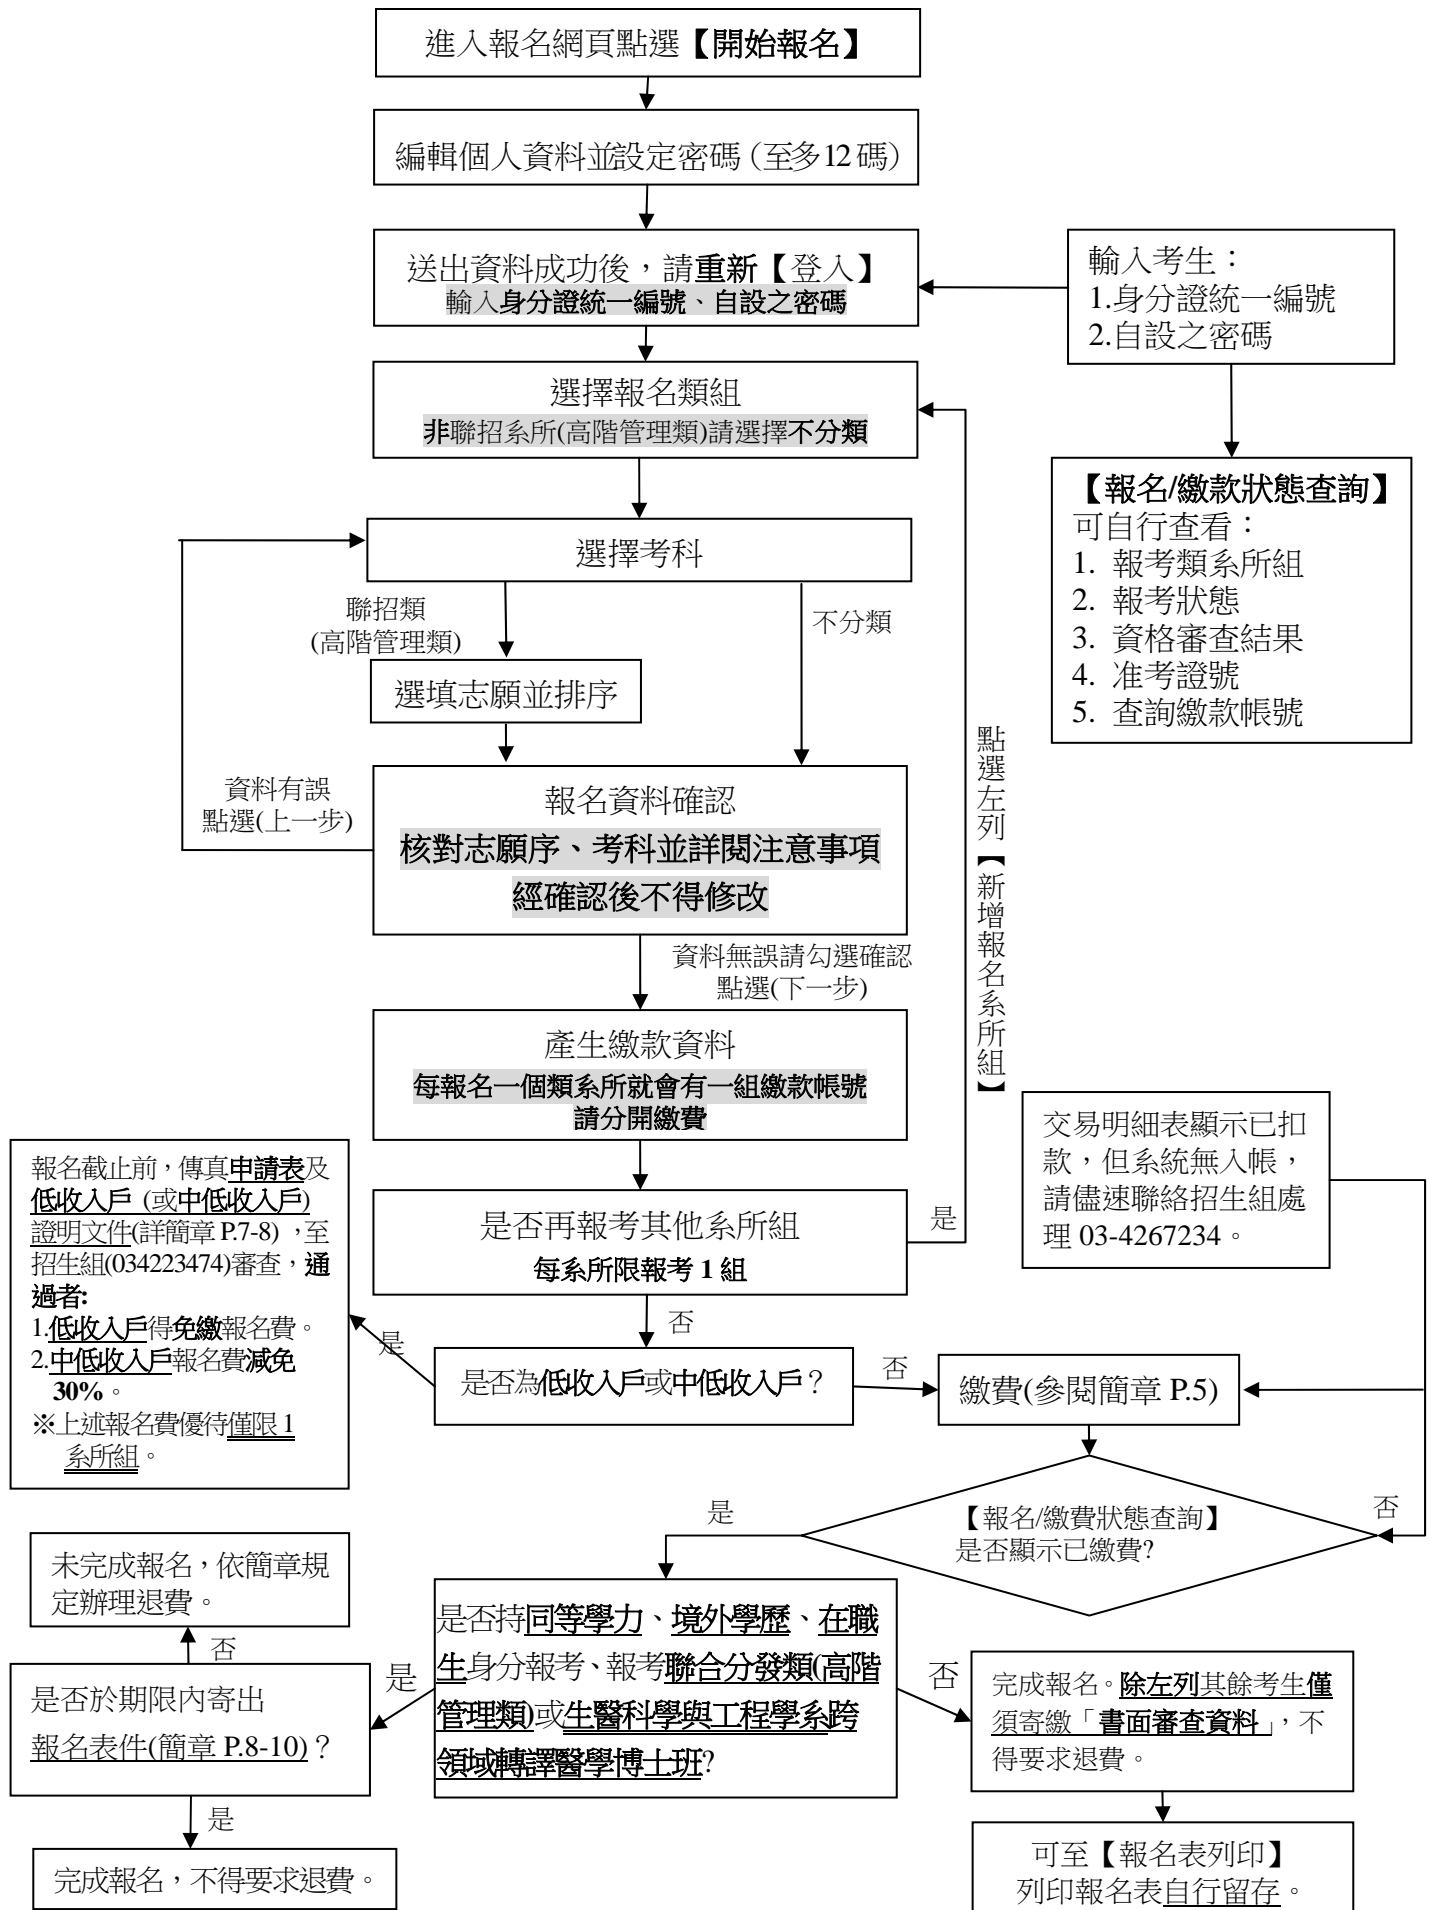 進入報名網頁點選【開始報名】
編輯個人資料並設定密碼(至多12碼)
送出資料成功後，請重新【登入】
輸入身分證統一編號、自設之密碼
輸入考生：
1.身分證統一編號
2.自設之密碼
選擇報名類組
非聯招系所(高階管理類)請選擇不分類
【報名/繳款狀態查詢】
可自行查看：
1. 報考類系所組
2. 報考狀態
3. 資格審查結果
4. 准考證號
5. 查詢繳款帳號
選擇考科
聯招類
(高階管理類)
不分類
選填志願並排序
資料有誤
點選(上一步)
報名資料確認
核對志願序、考科並詳閱注意事項
經確認後不得修改
點選左列【新增報名系所組】
資料無誤請勾選確認
點選(下一步)
產生繳款資料
每報名一個類系所就會有一組繳款帳號
請分開繳費
交易明細表顯示已扣
款，但系統無入帳，
請儘速聯絡招生組處
理 03-4267234。
報名截止前，傳真申請表及
低收入戶 (或中低收入戶)
證明文件(詳簡章 P.7-8) ，至
招生組(034223474)審查，通
過者:
1.低收入戶得免繳報名費。
2.中低收入戶報名費減免
30%。
※上述報名費優待僅限 1
系所組。
是否再報考其他系所組
每系所限報考 1 組
是
否
是
是否為低收入戶或中低收入戶？
否
繳費(參閱簡章 P.5)
【報名/繳費狀態查詢】
是否顯示已繳費?
是
否
未完成報名，依簡章規
定辦理退費。
否
是否於期限內寄出
報名表件(簡章 P.8-10)？
是
完成報名，不得要求退費。
是
是否持同等學力、境外學歷、在職
生身分報考、報考聯合分發類(高階
管理類)或生醫科學與工程學系跨
領域轉譯醫學博士班?
否
完成報名。除左列其餘考生僅
須寄繳「書面審查資料」，不
得要求退費。
可至【報名表列印】
列印報名表自行留存。